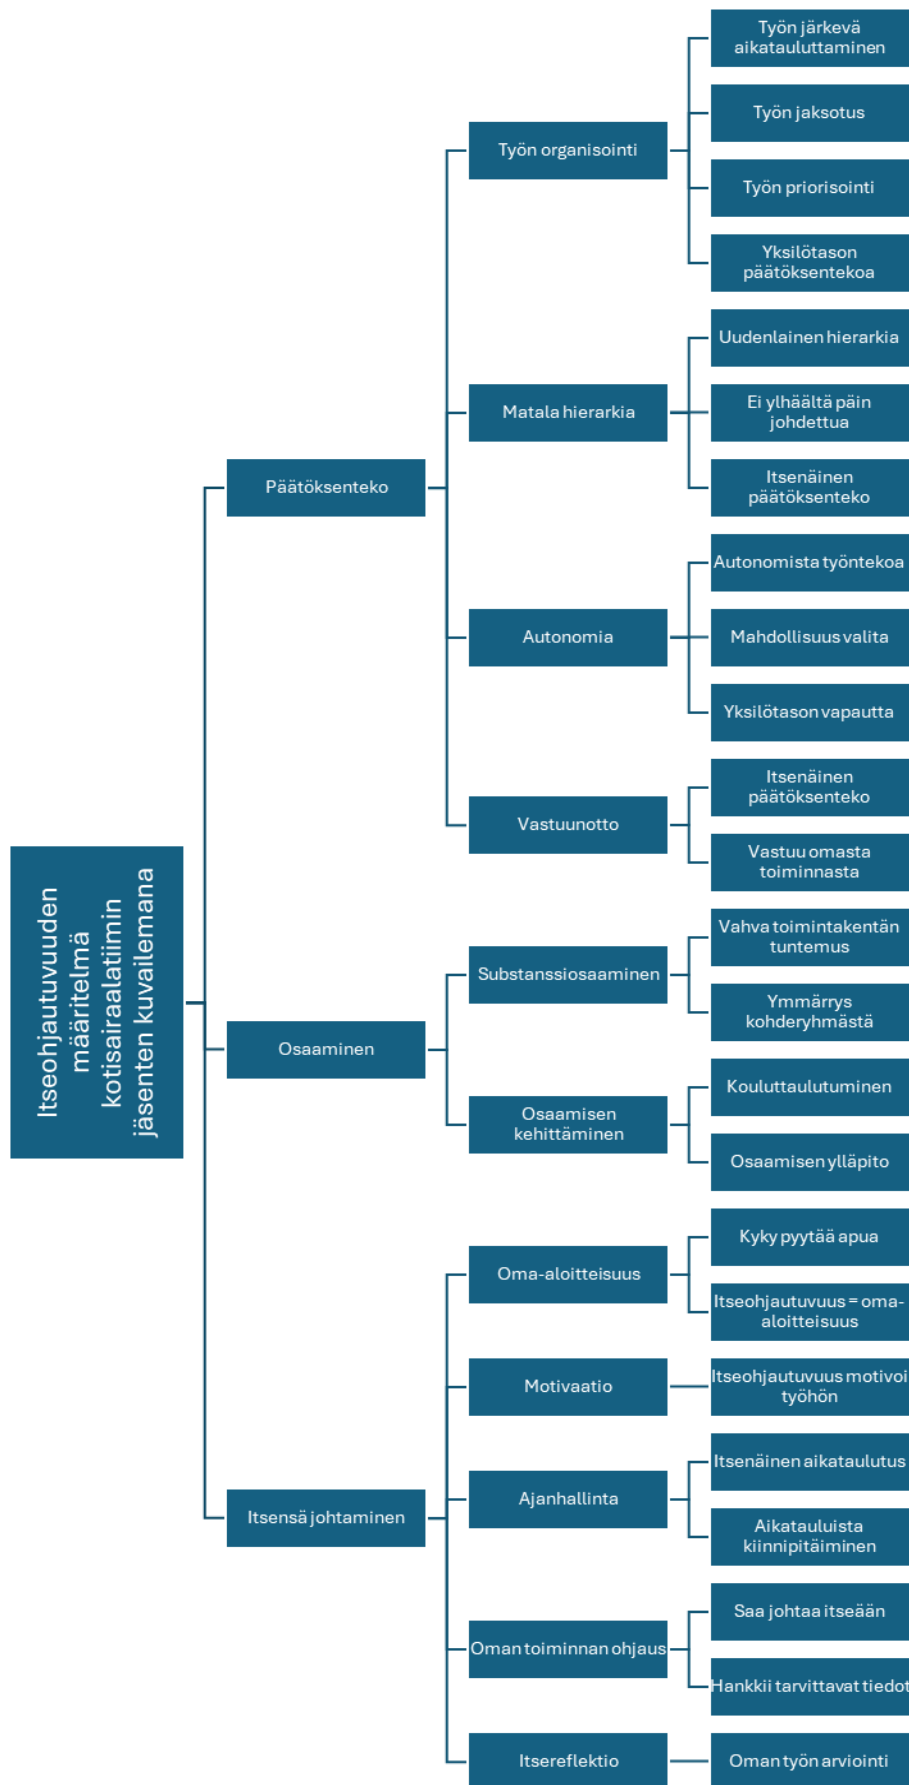 Itseohjautuvuuden
määritelmä
kotisairaalatiimin
jäsenten kuvailemana
Päätöksenteko
Työn organisointi
Työn järkevä
aikatauluttaminen
Työn jaksotus
Työn priorisointi
Yksilötason
päätöksentekoa
Matala hierarkia
Uudenlainen hierarkia
Ei ylhäältä päin
johdettua
Itsenäinen
päätöksenteko
Autonomia
Autonomista työntekoa
Mahdollisuus valita
Yksilötason vapautta
Vastuunotto
Itsenäinen
päätöksenteko
Vastuu omasta
toiminnasta
Osaaminen
Substanssiosaaminen
Vahva toimintakentän
tuntemus
Ymmärrys
kohderyhmästä
Osaamisen
kehittäminen
Kouluttaulutuminen
Osaamisen ylläpito
Itsensä johtaminen
Oma-aloitteisuus
Kyky pyytää apua
Itseohjautuvuus = oma-
aloitteisuus
Motivaatio
Itseohjautuvuus motivoi
työhön
Ajanhallinta
Itsenäinen aikataulutus
Aikatauluista
kiinnipitäiminen
Oman toiminnan ohjaus
Saa johtaa itseään
Hankkii tarvittavat tiedot
Itsereflektio
Oman työn arviointi